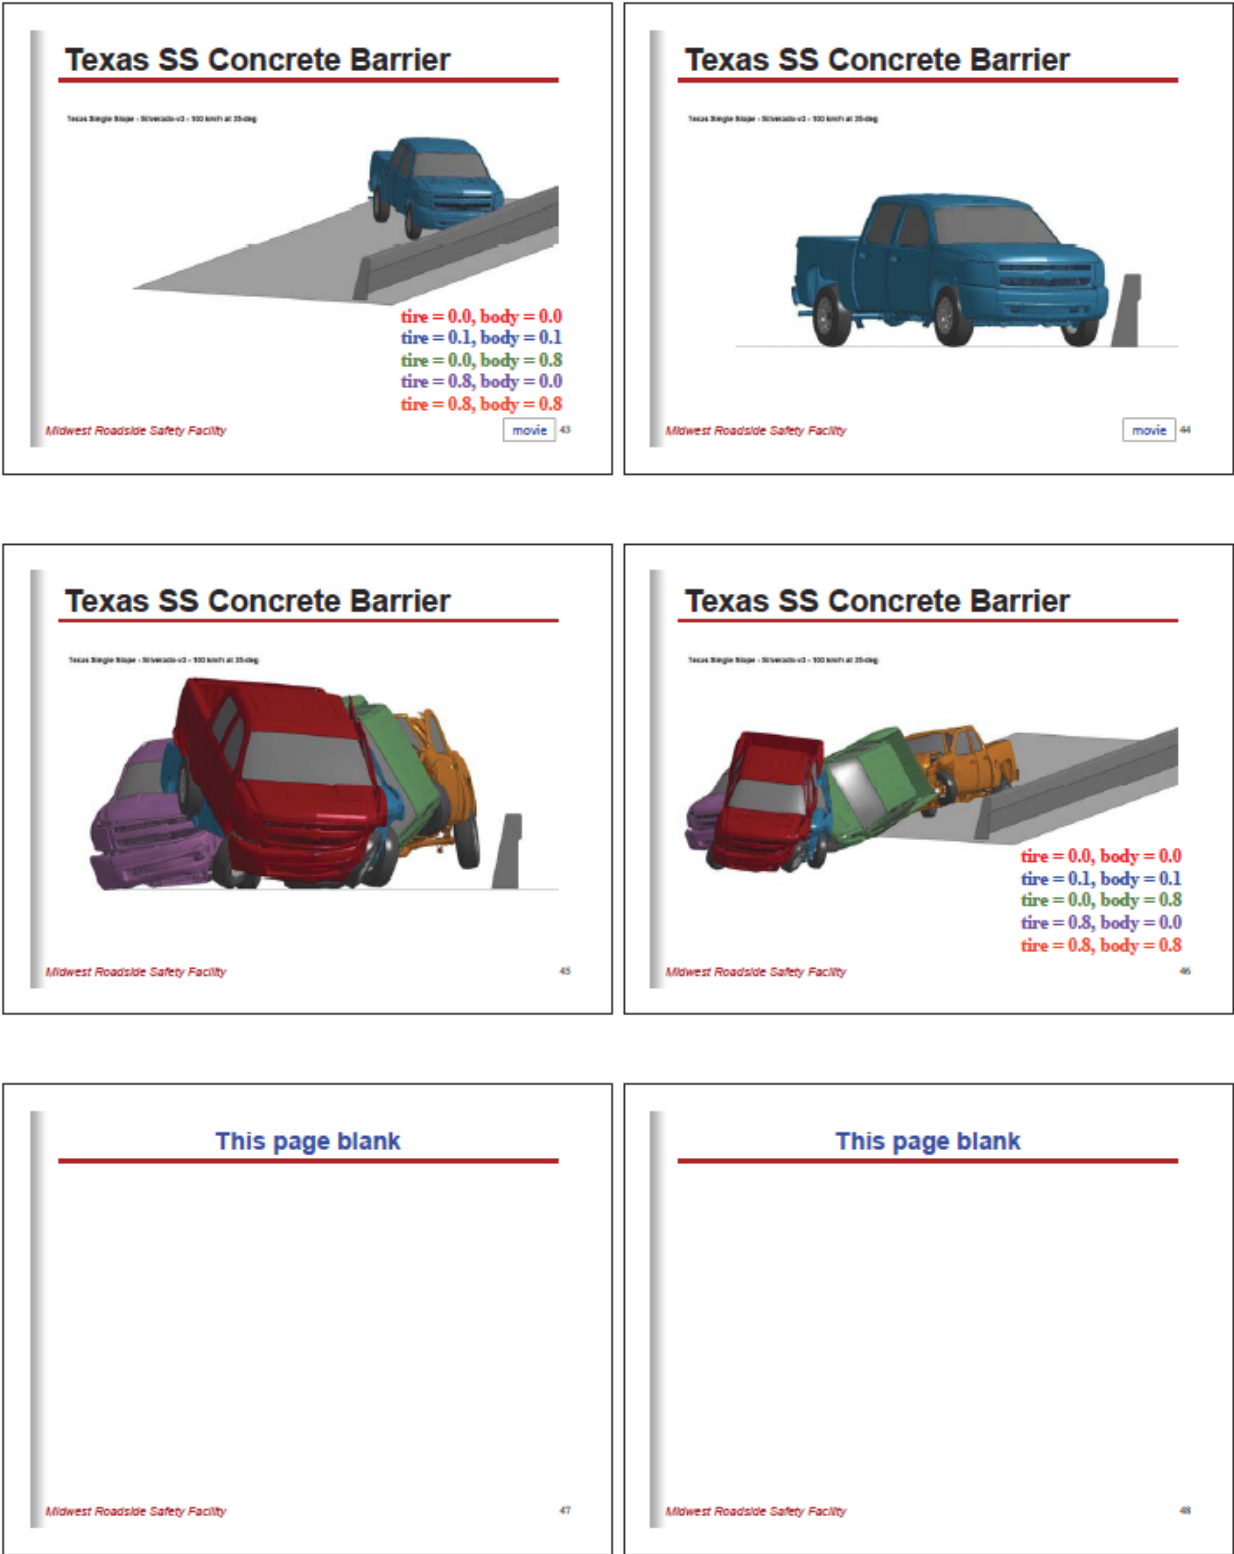 Texas SS Concrete Barrier
Texas Single Slope - Silverado-v3 - 100 km/h at 25-deg
tire = 0.0, body = 0.0
tire = 0.1, body = 0.1
tire = 0.0, body = 0.8
tire = 0.8, body = 0.0
tire = 0.8, body = 0.8
Midwest Roadside Safety Facility
movie
43
Texas SS Concrete Barrier
Texas Single Slope - Silverado-v3 - 100 km/h at 25-deg
Midwest Roadside Safety Facility
movie
44
Texas SS Concrete Barrier
Texas Single Slope - Silverado-v3 - 100 km/h at 25-deg
Midwest Roadside Safety Facility
45
Texas SS Concrete Barrier
Texas Single Slope - Silverado-v3 - 100 km/h at 25-deg
tire = 0.0, body = 0.0
tire = 0.1, body = 0.1
tire = 0.0, body = 0.8
tire = 0.8, body = 0.0
tire = 0.8, body = 0.8
Midwest Roadside Safety Facility
46
This page blank
Midwest Roadside Safety Facility
47
This page blank
Midwest Roadside Safety Facility
48